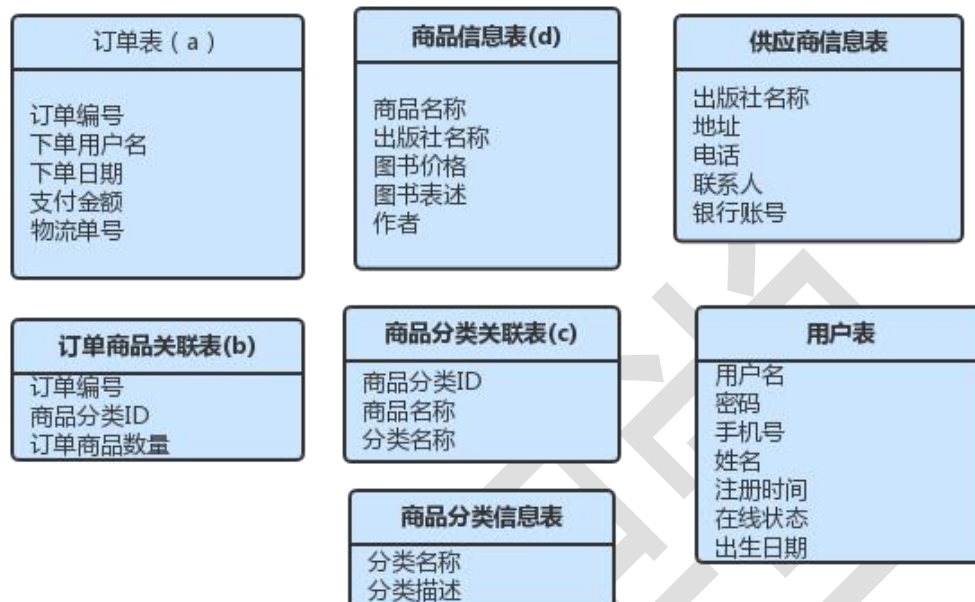 订单表（a）
订单编号
下单用户名
下单日期
支付金额
物流单号
商品信息表(d)
商品名称
出版社名称
图书价格
图书表述
作者
供应商信息表
出版社名称
地址
电话
联系人
银行账号
订单商品关联表(b)
订单编号
商品分类ID
订单商品数量
商品分类关联表(c)
商品分类ID
商品名称
分类名称
用户表
用户名
密码
手机号
姓名
注册时间
在线状态
出生日期
商品分类信息表
分类名称
分类描述